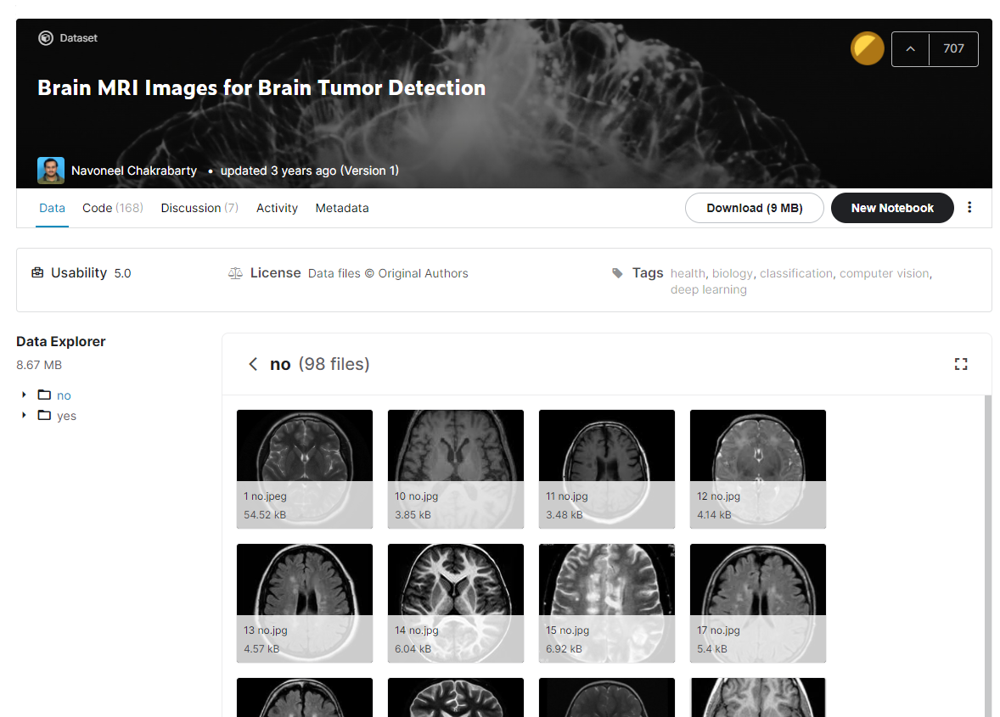 Dataset
707
Brain MRI Images for Brain Tumor Detection
Navoneel Chakrabarty • updated 3 years ago (Version 1)
Data Code (168) Discussion (7) Activity Metadata Download (9 MB) New Notebook
Usability 5.0 License Data files © Original Authors Tags health, biology, classification, computer vision,
deep learning
Data Explorer
8.67 MB
no
yes
no (98 files)
1 no.jpeg 10 no.jpg 11 no.jpg 12 no.jpg
54.52 kB 3.85 kB 3.48 kB 4.14 kB
13 no.jpg 14 no.jpg 15 no.jpg 17 no.jpg
4.57 kB 6.04 kB 6.92 kB 5.4 kB